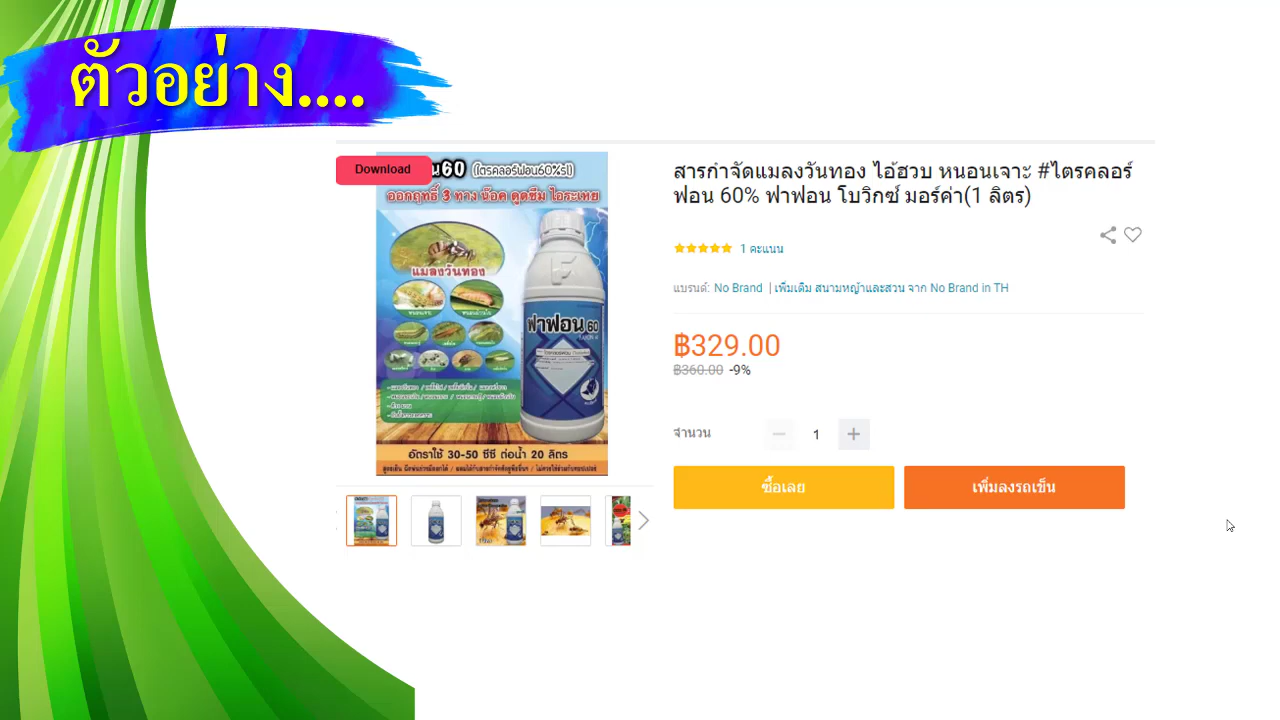 ตัวอย่าง....
Download
60 (ไตรคลอร์ฟอน60%sl)
ออกฤทธิ์ 3 ทาง น๊อค ดูดซึม ไอระเหย
แมลงวันทอง
ฟาฟอน 60
อัตราใช้ 30-50 ซีซี ต่อน้ำ 20 ลิตร
สารกำจัดแมลงวันทอง ไอ้ฮวบ หนอนเจาะ #ไตรคลอร์
ฟอน 60% ฟาฟอน โบวิกซ์ มอร์ค่า(1 ลิตร)
1 คะแนน
แบรนด์: No Brand | เพิ่มเติม สนามหญ้าและสวน จาก No Brand in TH
฿329.00
฿360.00 -9%
จำนวน
1
ซื้อเลย
เพิ่มลงรถเข็น